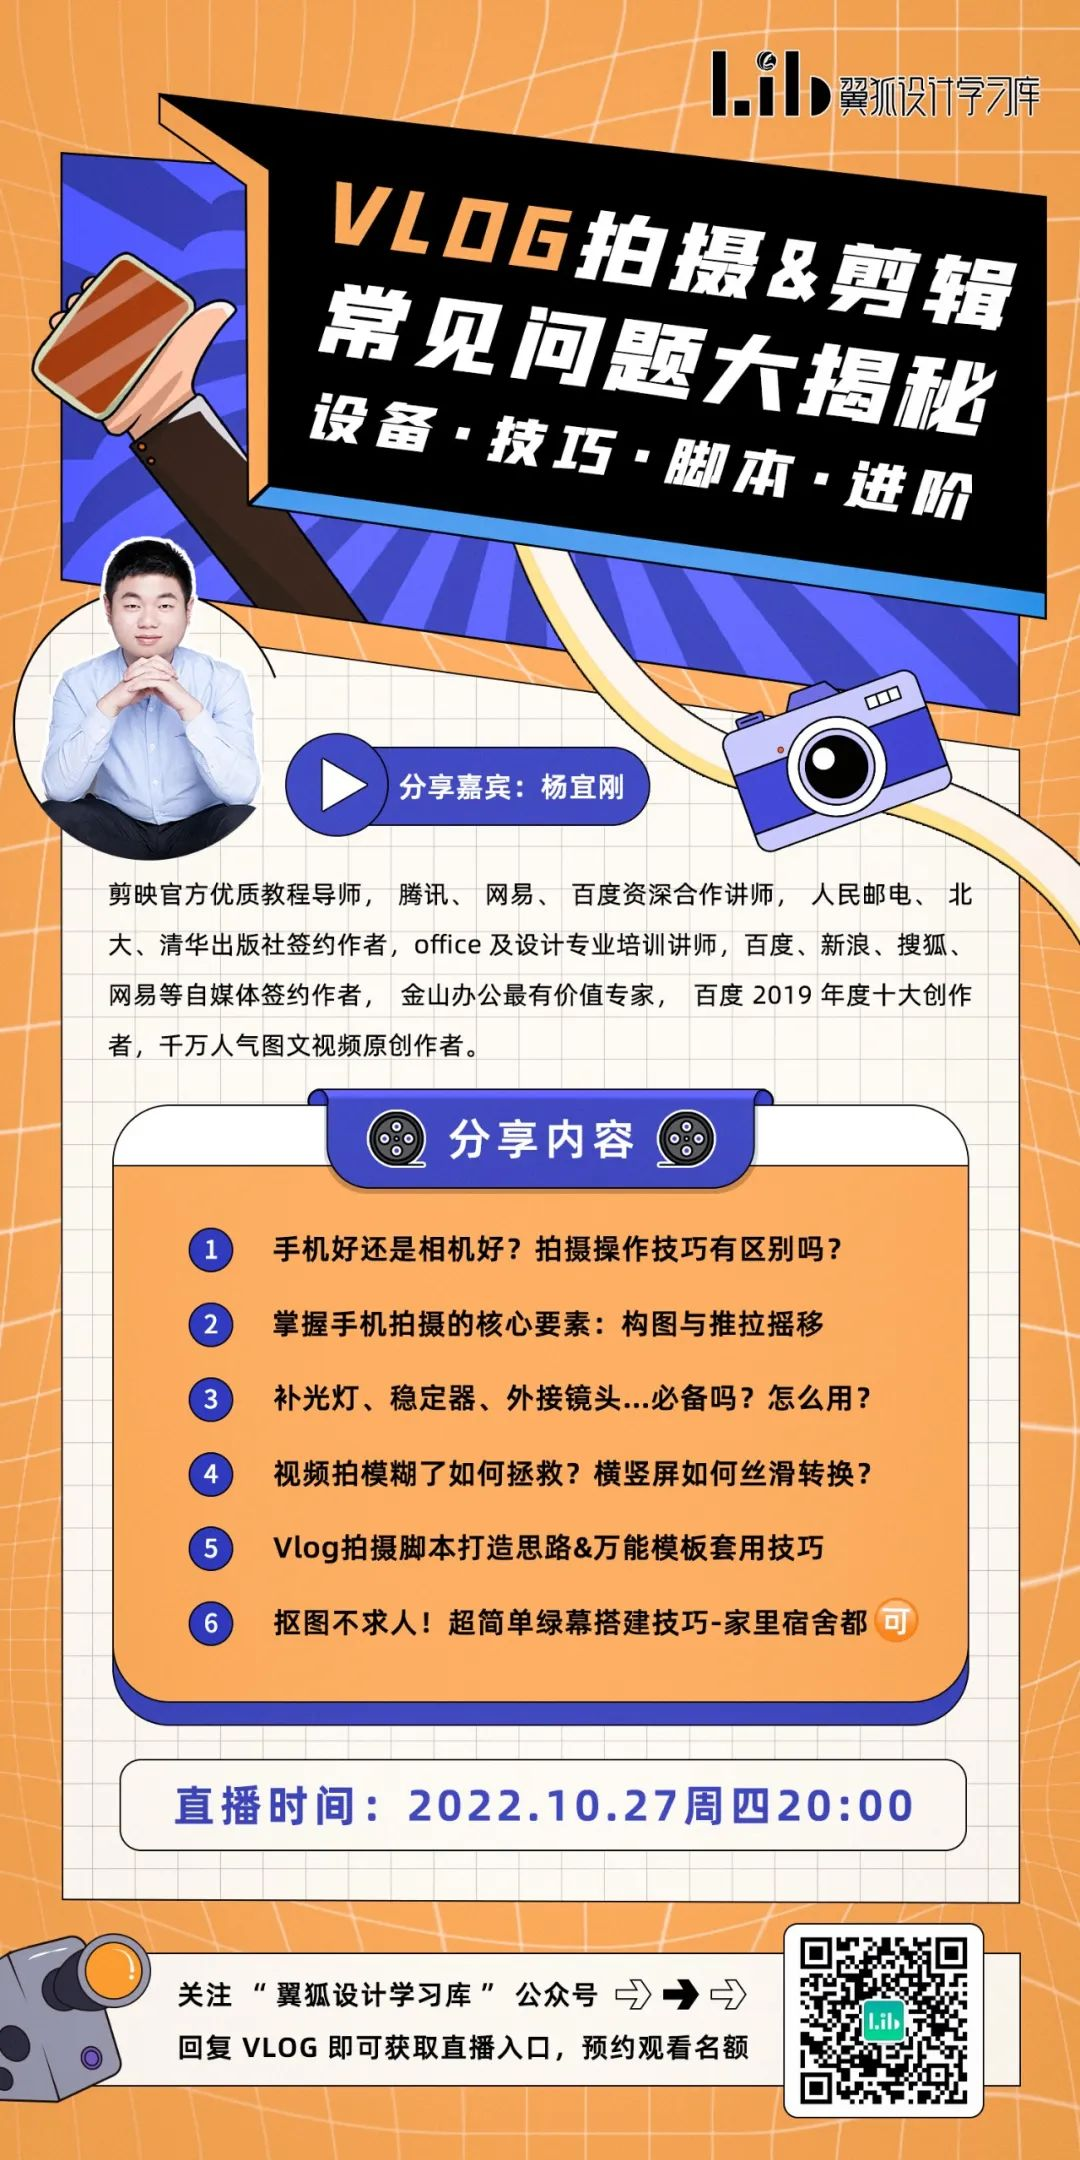 Lib 翼狐设计学习库
VLOG拍摄&剪辑
常见问题大揭秘
设备·技巧·脚本·进阶
分享嘉宾：杨宜刚
剪映官方优质教程导师， 腾讯、 网易、 百度资深合作讲师， 人民邮电、 北
大、清华出版社签约作者，office 及设计专业培训讲师，百度、新浪、搜狐、
网易等自媒体签约作者， 金山办公最有价值专家， 百度 2019 年度十大创作
者，千万人气图文视频原创作者。
分享内容
1 手机好还是相机好？拍摄操作技巧有区别吗？
2 掌握手机拍摄的核心要素：构图与推拉摇移
3 补光灯、稳定器、外接镜头...必备吗？怎么用？
4 视频拍模糊了如何拯救？横竖屏如何丝滑转换？
5 Vlog拍摄脚本打造思路&万能模板套用技巧
6 抠图不求人！超简单绿幕搭建技巧-家里宿舍都可
直播时间：2022.10.27周四20:00
关注 “翼狐设计学习库” 公众号
回复 VLOG 即可获取直播入口，预约观看名额
Lib